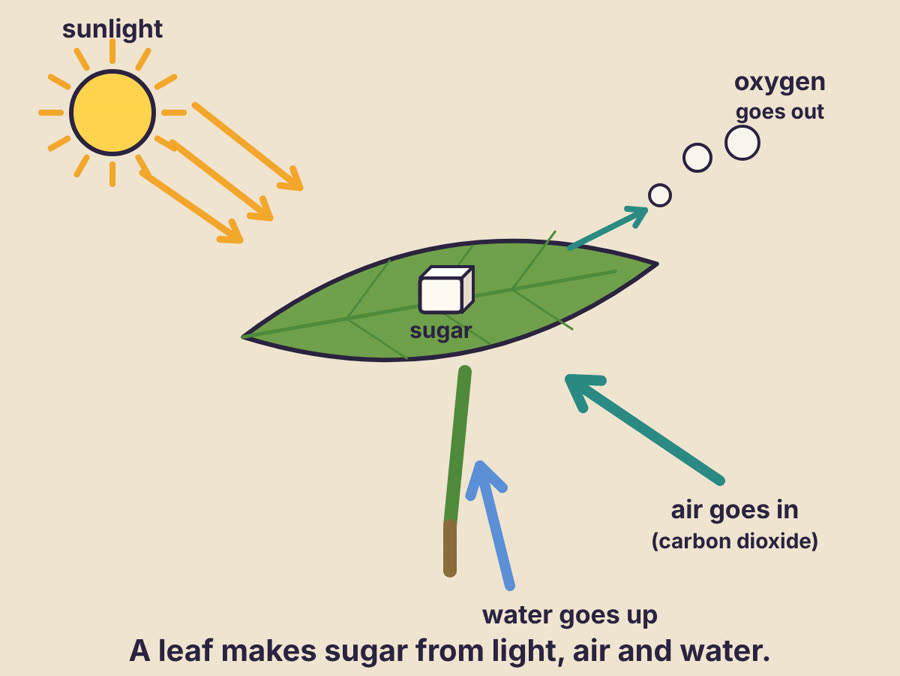 sunlight
oxygen
goes out
sugar
air goes in
(carbon dioxide)
water goes up
A leaf makes sugar from light, air and water.